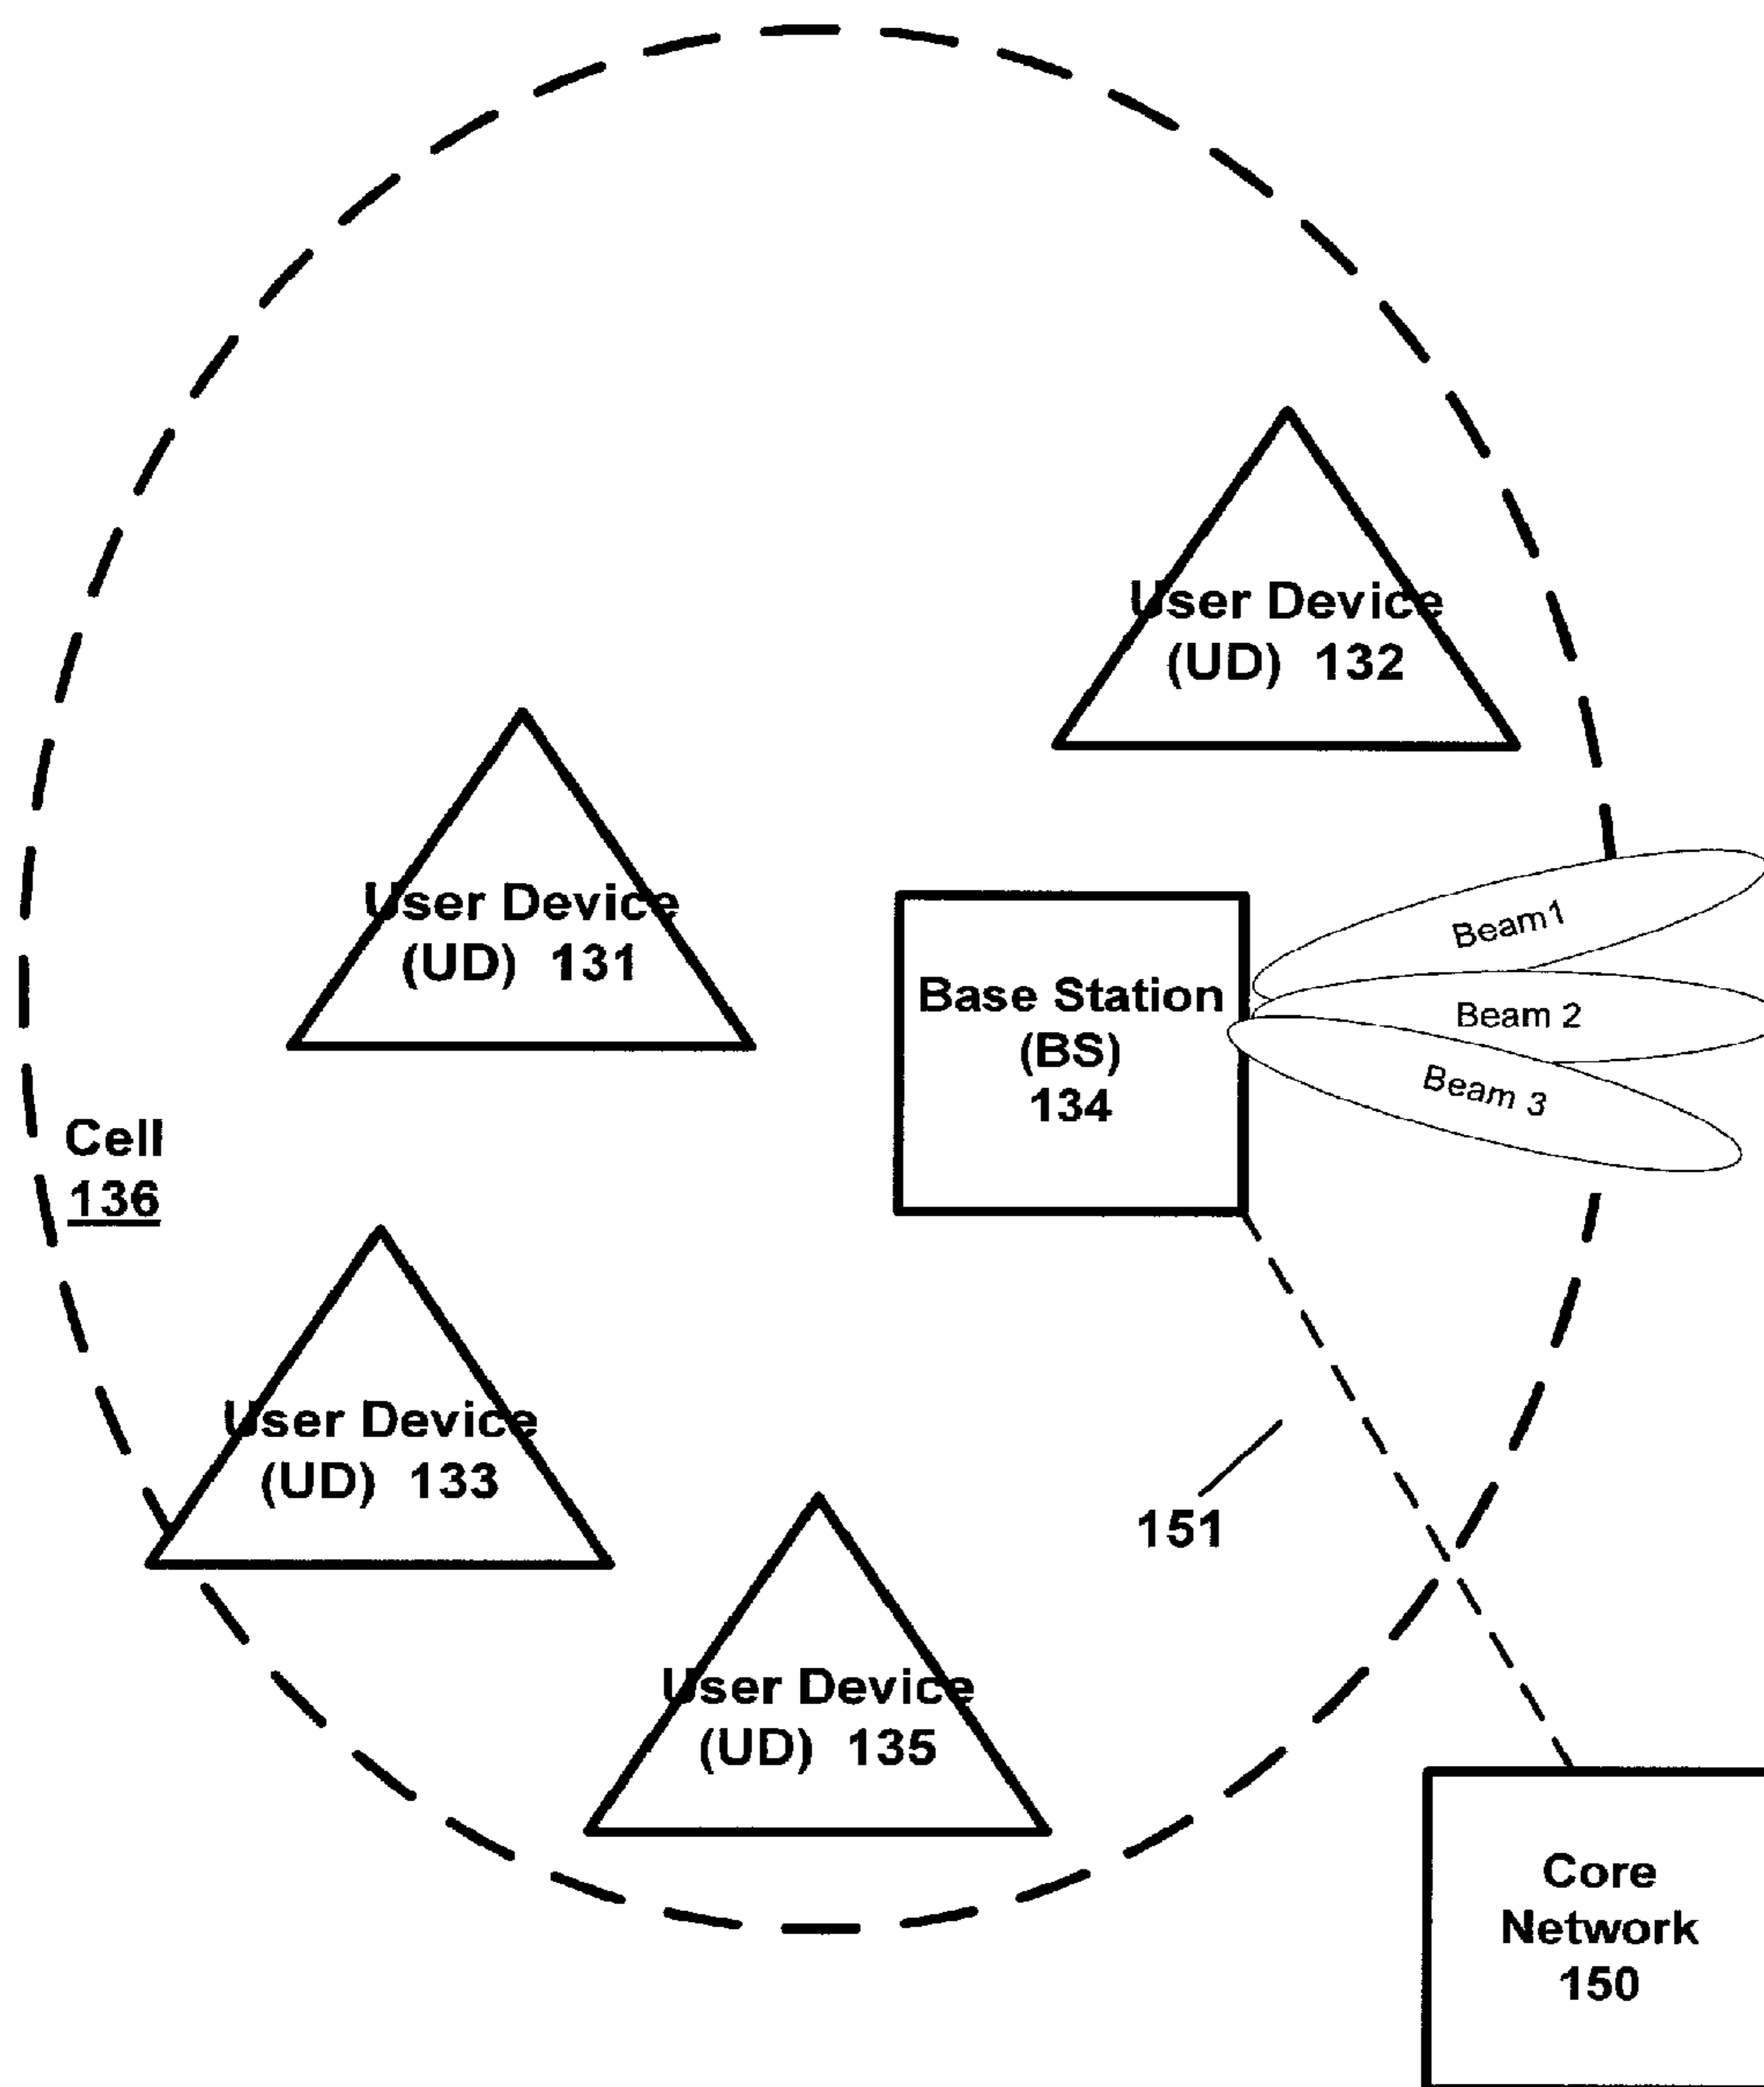 User Device
(UD) 132
User Device
(UD) 131
Beam1
Base Station
(BS)
134
Beam 2
Beam 3
Cell
136
User Device
(UD) 133
151
User Device
(UD) 135
Core
Network
150